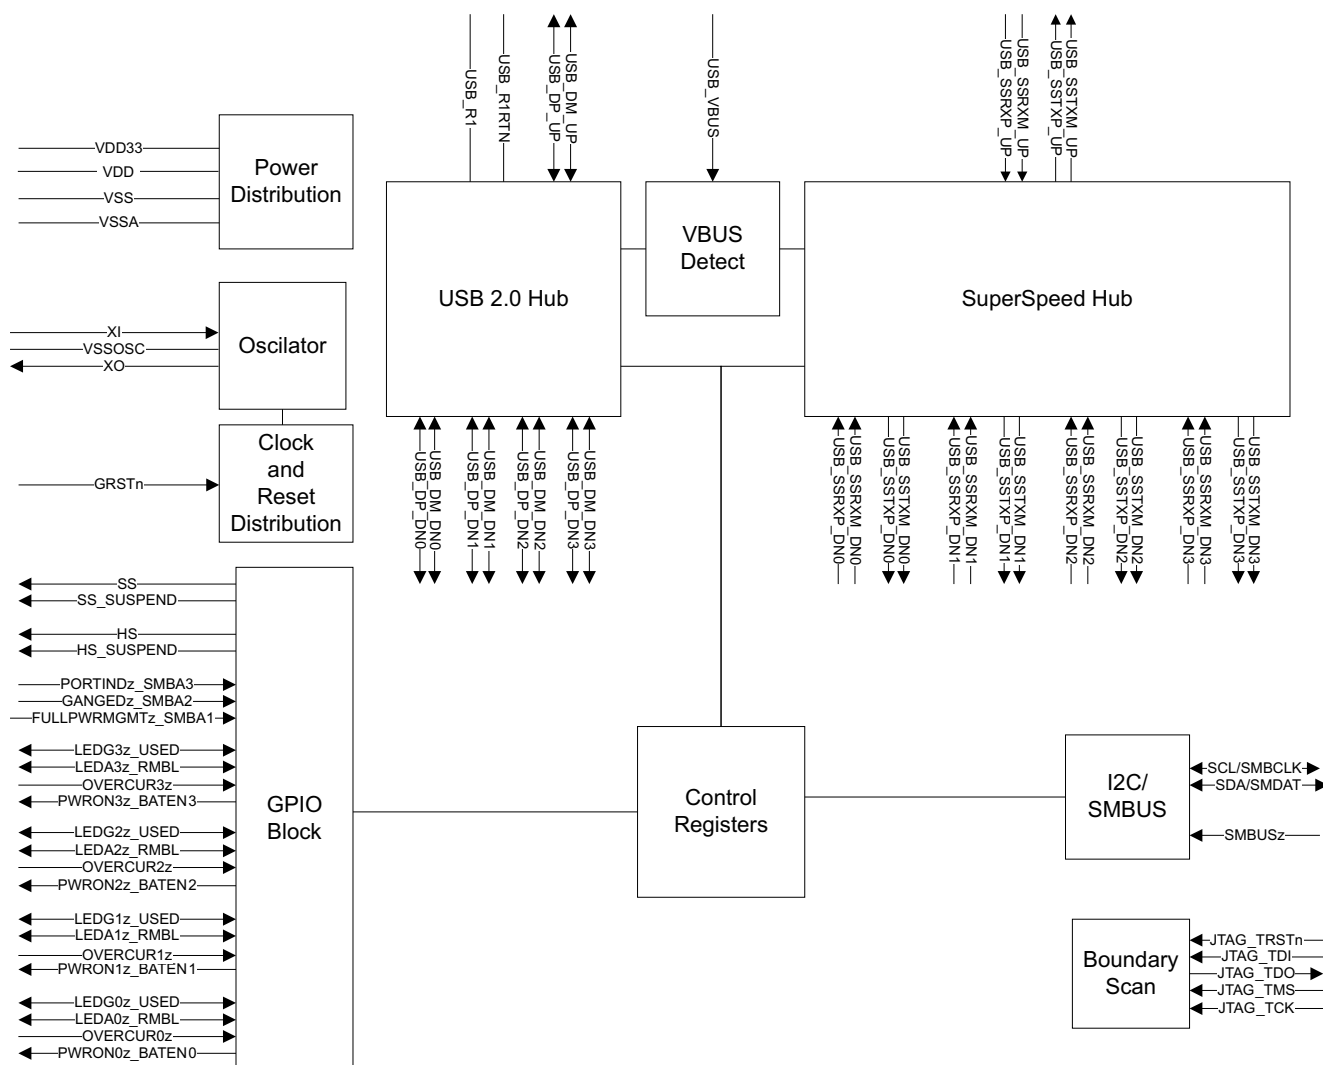 USB_R1
USB_R1RTN
USB_DP_UP
USB_DM_UP
USB_VBUS
USB_SSRXP_UP
USB_SSRXM_UP
USB_SSTXP_UP
USB_SSTXM_UP
VDD33
VDD
VSS
VSSA
Power
Distribution
USB 2.0 Hub
VBUS
Detect
SuperSpeed Hub
XI
VSSOSC
XO
Oscilator
GRSTn
Clock
and
Reset
Distribution
USB_DP_DN0
USB_DM_DN0
USB_DP_DN1
USB_DM_DN1
USB_DP_DN2
USB_DM_DN2
USB_DP_DN3
USB_DM_DN3
USB_SSRXP_DN0
USB_SSRXM_DN0
USB_SSTXP_DN0
USB_SSTXM_DN0
USB_SSRXP_DN1
USB_SSRXM_DN1
USB_SSTXP_DN1
USB_SSTXM_DN1
USB_SSRXP_DN2
USB_SSRXM_DN2
USB_SSTXP_DN2
USB_SSTXM_DN2
USB_SSRXP_DN3
USB_SSRXM_DN3
USB_SSTXP_DN3
USB_SSTXM_DN3
SS
SS_SUSPEND
HS
HS_SUSPEND
PORTINDz_SMBA3
GANGEDz_SMBA2
FULLPWRMGMTz_SMBA1
LEDG3z_USED
LEDA3z_RMBL
OVERCUR3z
PWRON3z_BATEN3
LEDG2z_USED
LEDA2z_RMBL
OVERCUR2z
PWRON2z_BATEN2
LEDG1z_USED
LEDA1z_RMBL
OVERCUR1z
PWRON1z_BATEN1
LEDG0z_USED
LEDA0z_RMBL
OVERCUR0z
PWRON0z_BATEN0
GPIO
Block
Control
Registers
I2C/
SMBUS
SCL/SMBCLK
SDA/SMDAT
SMBUSz
Boundary
Scan
JTAG_TRSTn
JTAG_TDI
JTAG_TDO
JTAG_TMS
JTAG_TCK